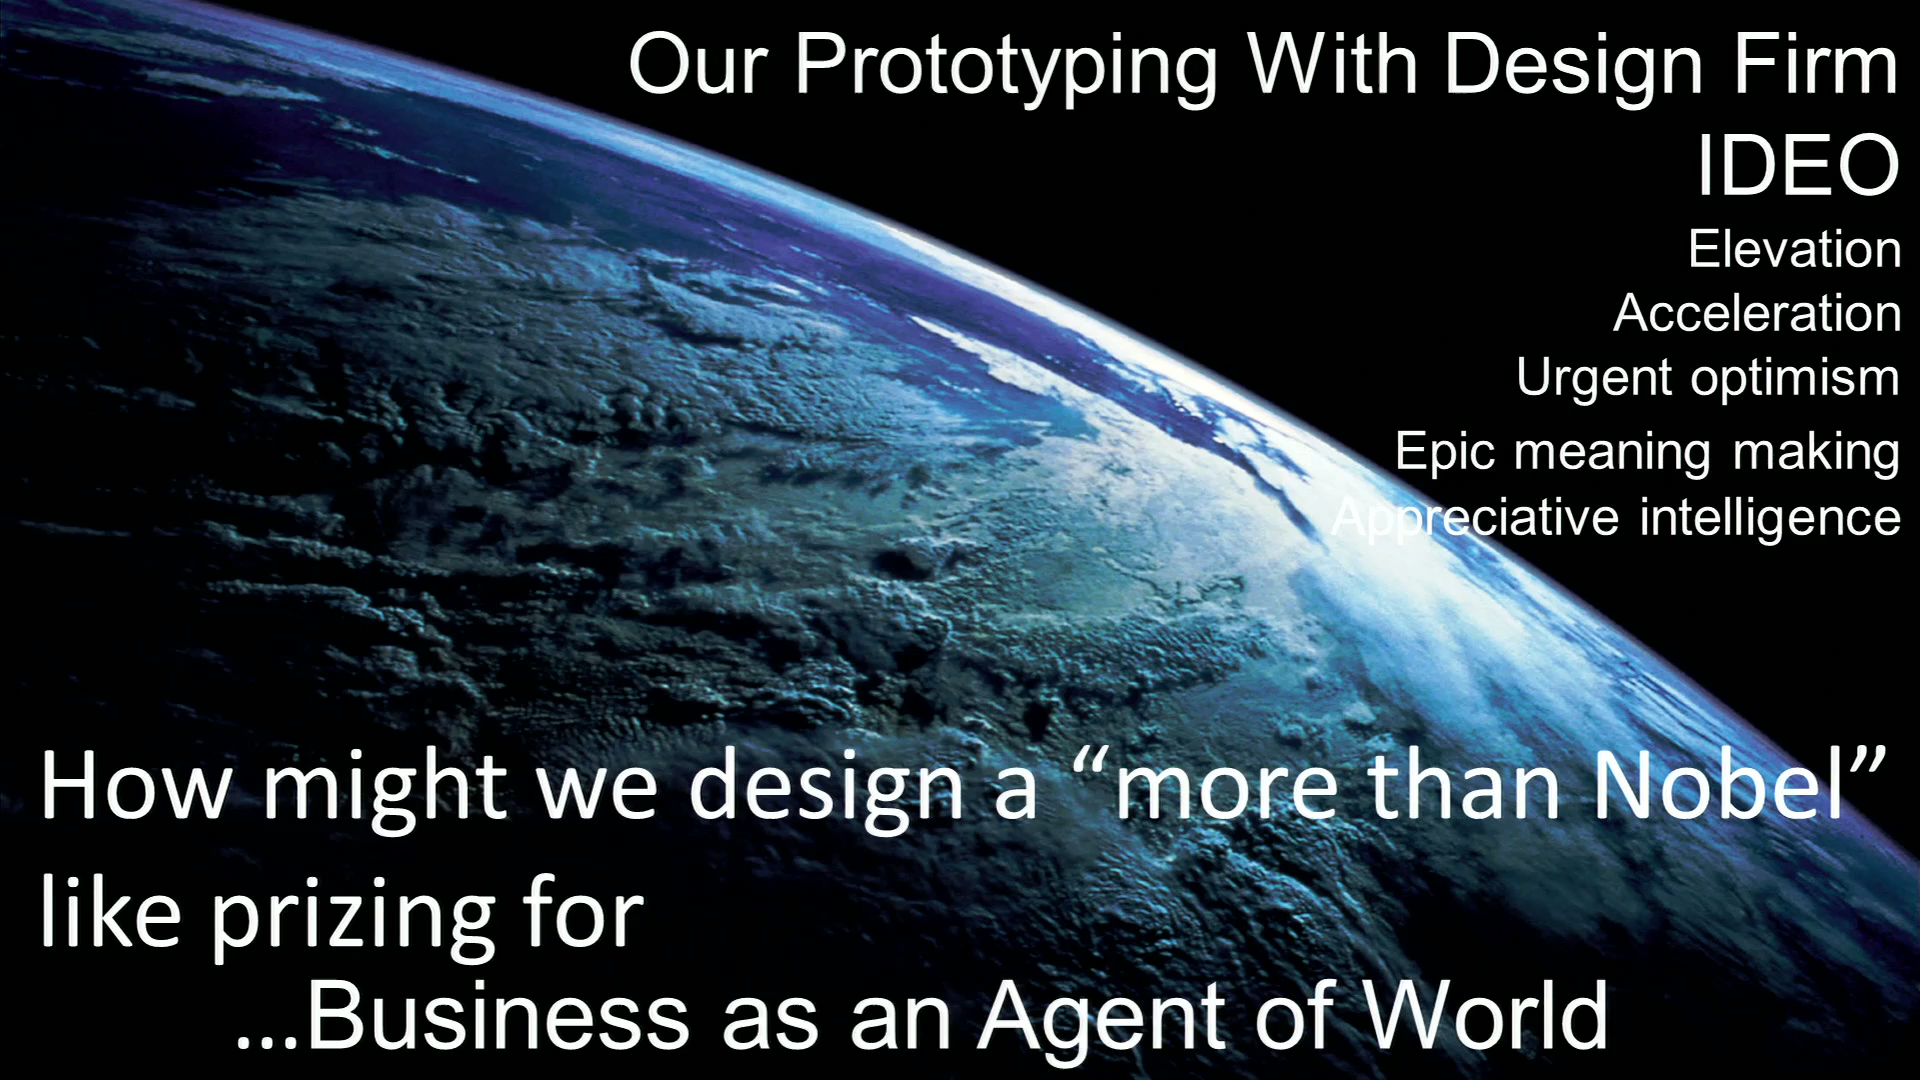 Our Prototyping With Design Firm
IDEO
Elevation
Acceleration
Urgent optimism
Epic meaning making
Appreciative intelligence
How might we design a “more than Nobel”
like prizing for
...Business as an Agent of World